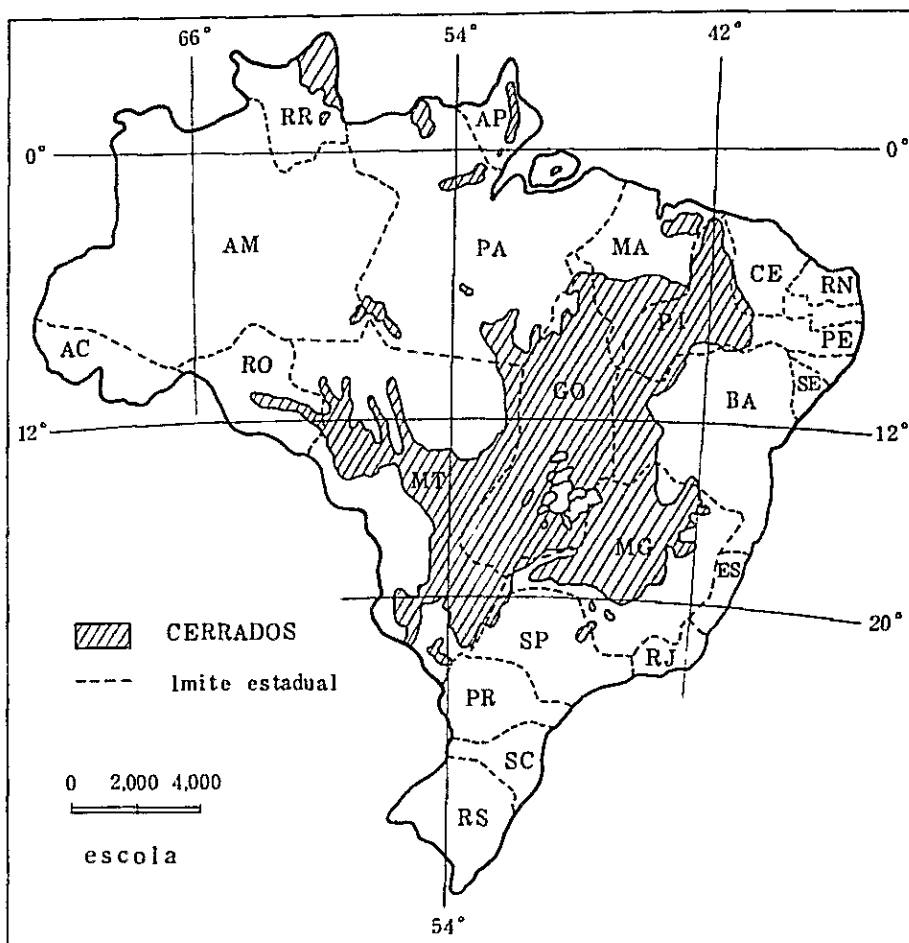 66° 54° 42°
RR AP
0° 0°
AM PA MA CE RN
PI PE
AC RO GO BA SE
12° 12°
MT
MG ES
CERRADOS SP RJ 20°
lmite estadual
PR
SC
0 2,000 4,000
RS
escola
54°